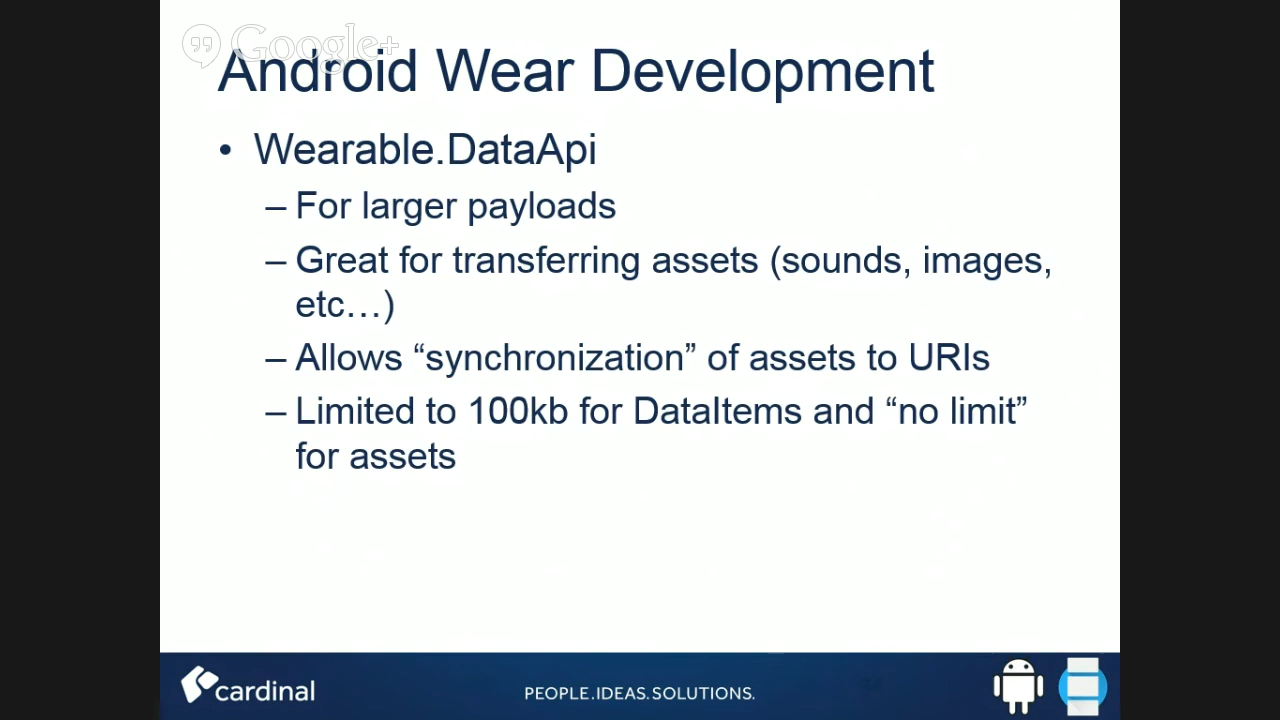 Google+
Android Wear Development
• Wearable.DataApi
– For larger payloads
– Great for transferring assets (sounds, images,
etc…)
– Allows “synchronization” of assets to URIs
– Limited to 100kb for DataItems and “no limit”
for assets
cardinal
PEOPLE.IDEAS.SOLUTIONS.